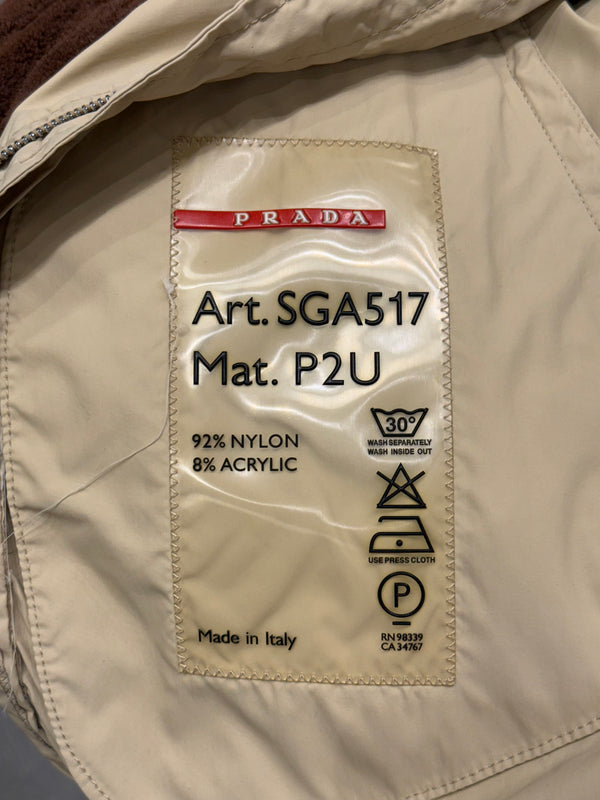 PRADA
Art. SGA517
Mat. P2U
92% NYLON
8% ACRYLIC
30°
WASH SEPARATELY
WASH INSIDE OUT
USE PRESS CLOTH
P
Made in Italy
RN 98339
CA 34767